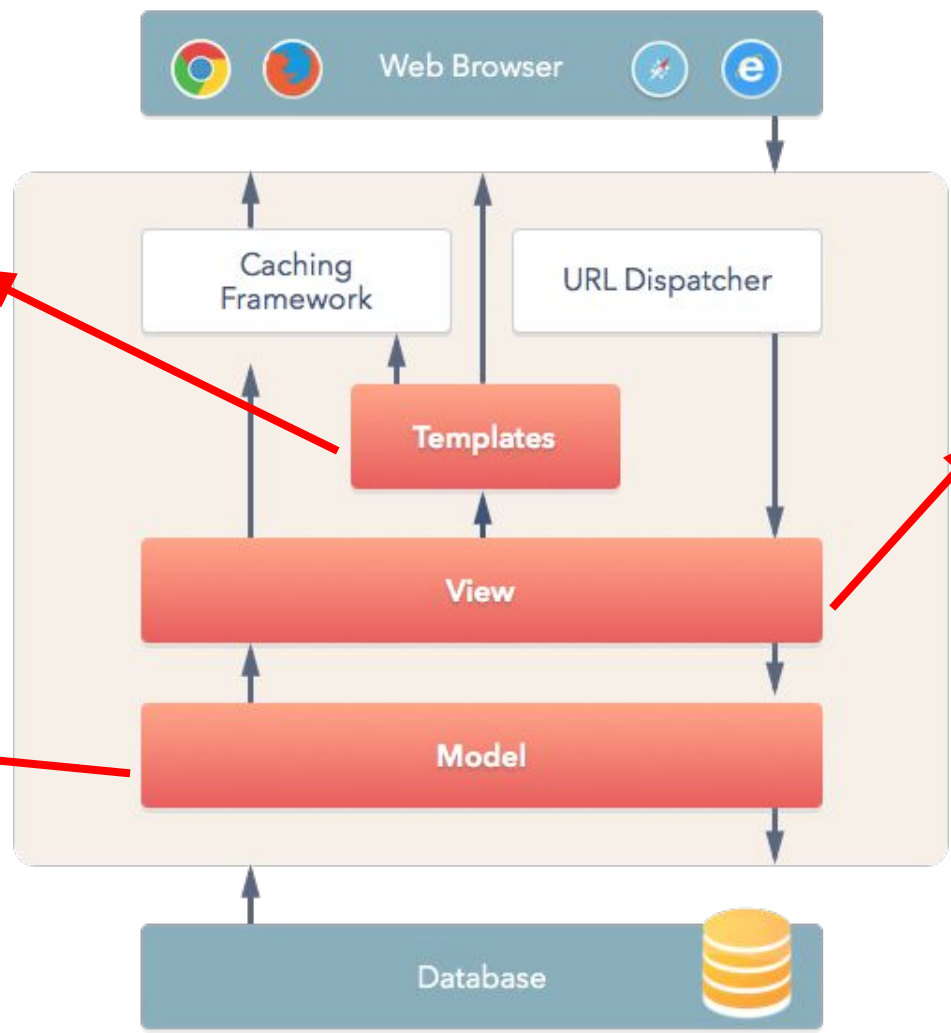 Web Browser
Caching
Framework
URL Dispatcher
Templates
View
Model
Database